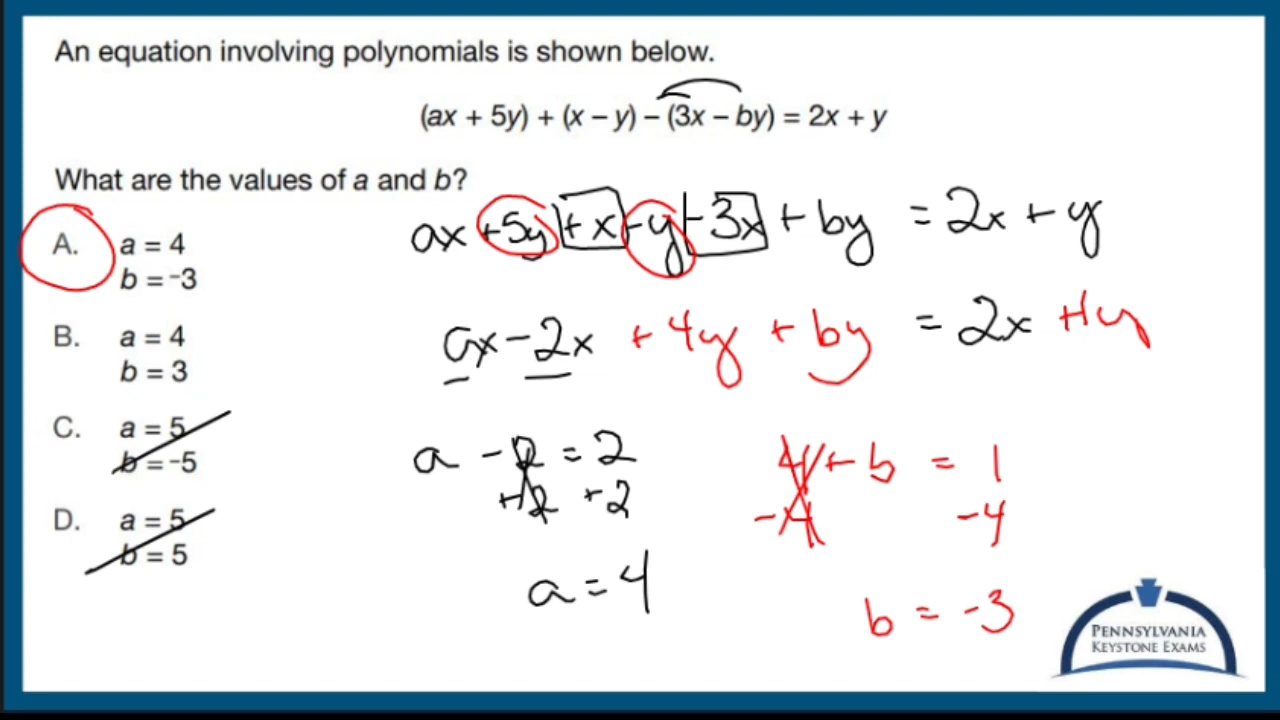 An equation involving polynomials is shown below.
(ax + 5y) + (x – y) – (3x – by) = 2x + y
What are the values of a and b?
A. a = 4
b = ⁻3
B. a = 4
b = 3
C. a = 5
b = ⁻5
D. a = 5
b = 5
ax +5y +x -y -3x + by = 2x + y
ax - 2x + 4y + by = 2x +1y
a - 2 = 2
+2 +2
a = 4
4 + b = 1
-4 -4
b = -3
PENNSYLVANIA
KEYSTONE EXAMS